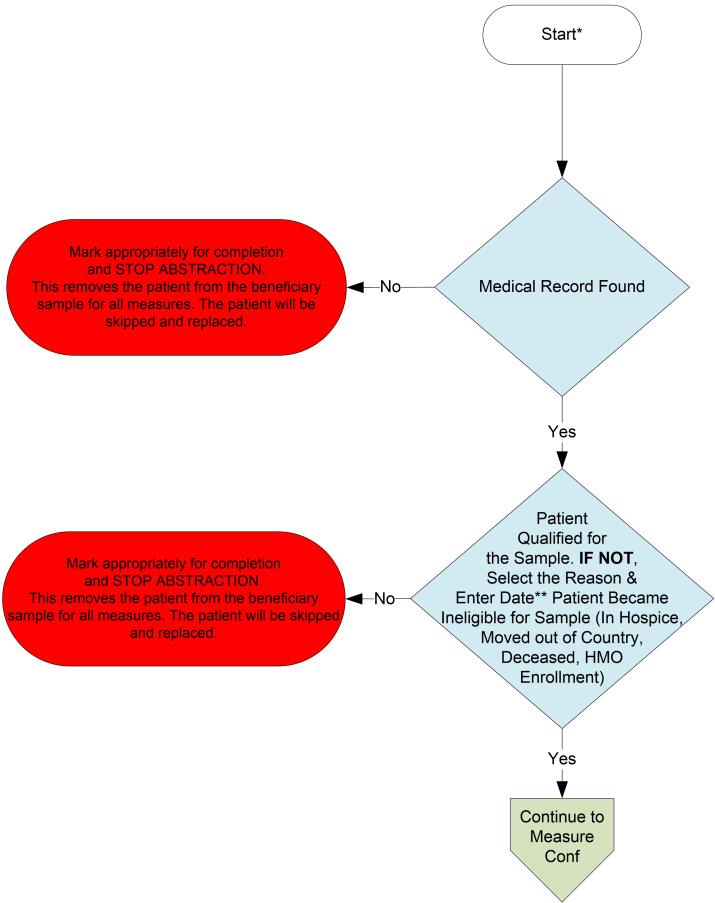 Start*
Mark appropriately for completion
and STOP ABSTRACTION.
This removes the patient from the beneficiary
sample for all measures. The patient will be
skipped and replaced.
No
Medical Record Found
Yes
Patient
Qualified for
the Sample. IF NOT,
Select the Reason &
Enter Date** Patient Became
Ineligible for Sample (In Hospice,
Moved out of Country,
Deceased, HMO
Enrollment)
No
Mark appropriately for completion
and STOP ABSTRACTION.
This removes the patient from the beneficiary
sample for all measures. The patient will be skipped
and replaced.
Yes
Continue to
Measure
Conf